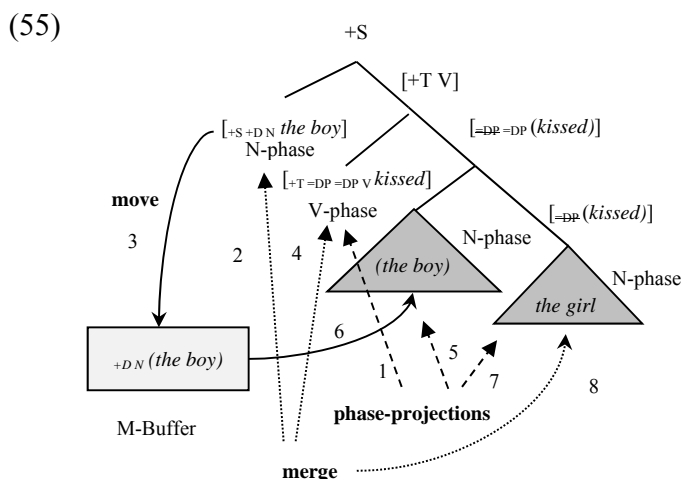 (55)
+S
[+T V]
[+S +D N the boy]
N-phase
[=DP =DP (kissed)]
move
[+T =DP =DP V kissed]
V-phase
[=DP (kissed)]
3
2
4
N-phase
(the boy)
N-phase
the girl
6
+D N (the boy)
5
1
7
8
phase-projections
M-Buffer
merge